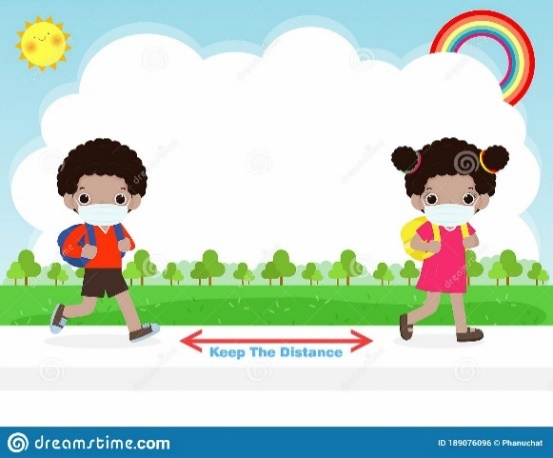 Keep The Distance
dreamstime.com
ID 189076096 © Phanuchat